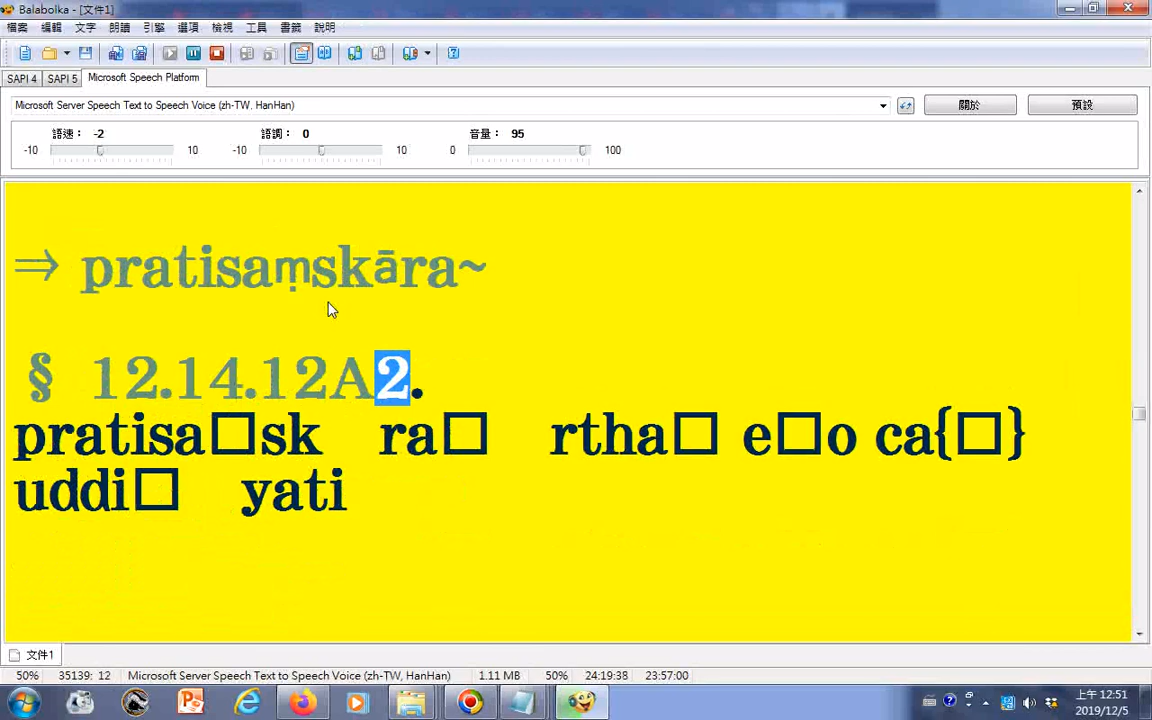 Balabolka - [文件1]
檔案 編輯 文字 朗讀 引擎 選項 檢視 工具 書籤 說明
SAPI 4 SAPI 5 Microsoft Speech Platform
Microsoft Server Speech Text to Speech Voice (zh-TW, HanHan) 關於 預設
語速： -2 語調： 0 音量： 95
-10 10 -10 10 0 100
⇒ pratisaṃskāra~
§ 12.14.12A2.
pratisa□sk ra□ rtha□ e□o ca{□}
uddi□ yati
文件1
50% 35139: 12 Microsoft Server Speech Text to Speech Voice (zh-TW, HanHan) 1.11 MB 50% 24:19:38 23:57:00
上午 12:51
2019/12/5